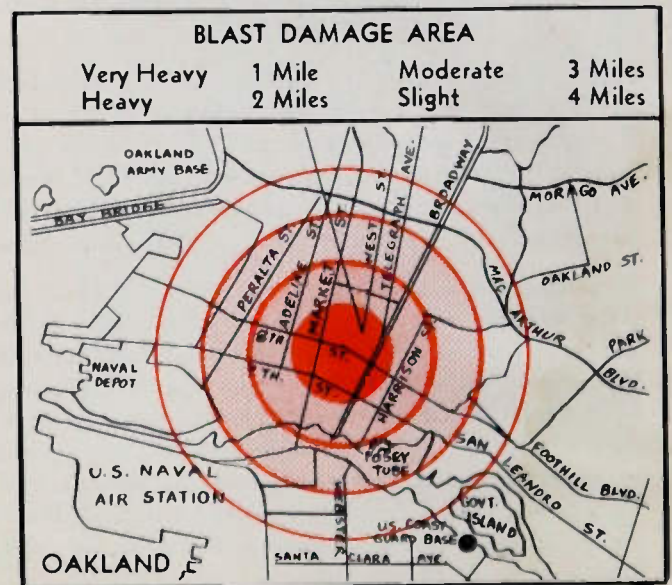 BLAST DAMAGE AREA
Very Heavy 1 Mile Moderate 3 Miles
Heavy 2 Miles Slight 4 Miles
OAKLAND
ARMY BASE
BAY BRIDGE
PERALTA ST.
ADELINE ST
MARKET ST
WEST ST
TELEGRAPH AVE.
BROADWAY
MORAGO AVE.
OAKLAND ST.
MAC ARTHUR BLVD.
PARK
8TH ST.
7TH. ST.
HARRISON ST.
NAVAL
DEPOT
POSEY
TUBE
SAN LEANDRO ST.
FOOTHILL BLVD.
U.S. NAVAL
AIR STATION
WEBSTER
GOVT.
ISLAND
U.S. COAST
GUARD BASE
SANTA CLARA AVE.
OAKLAND